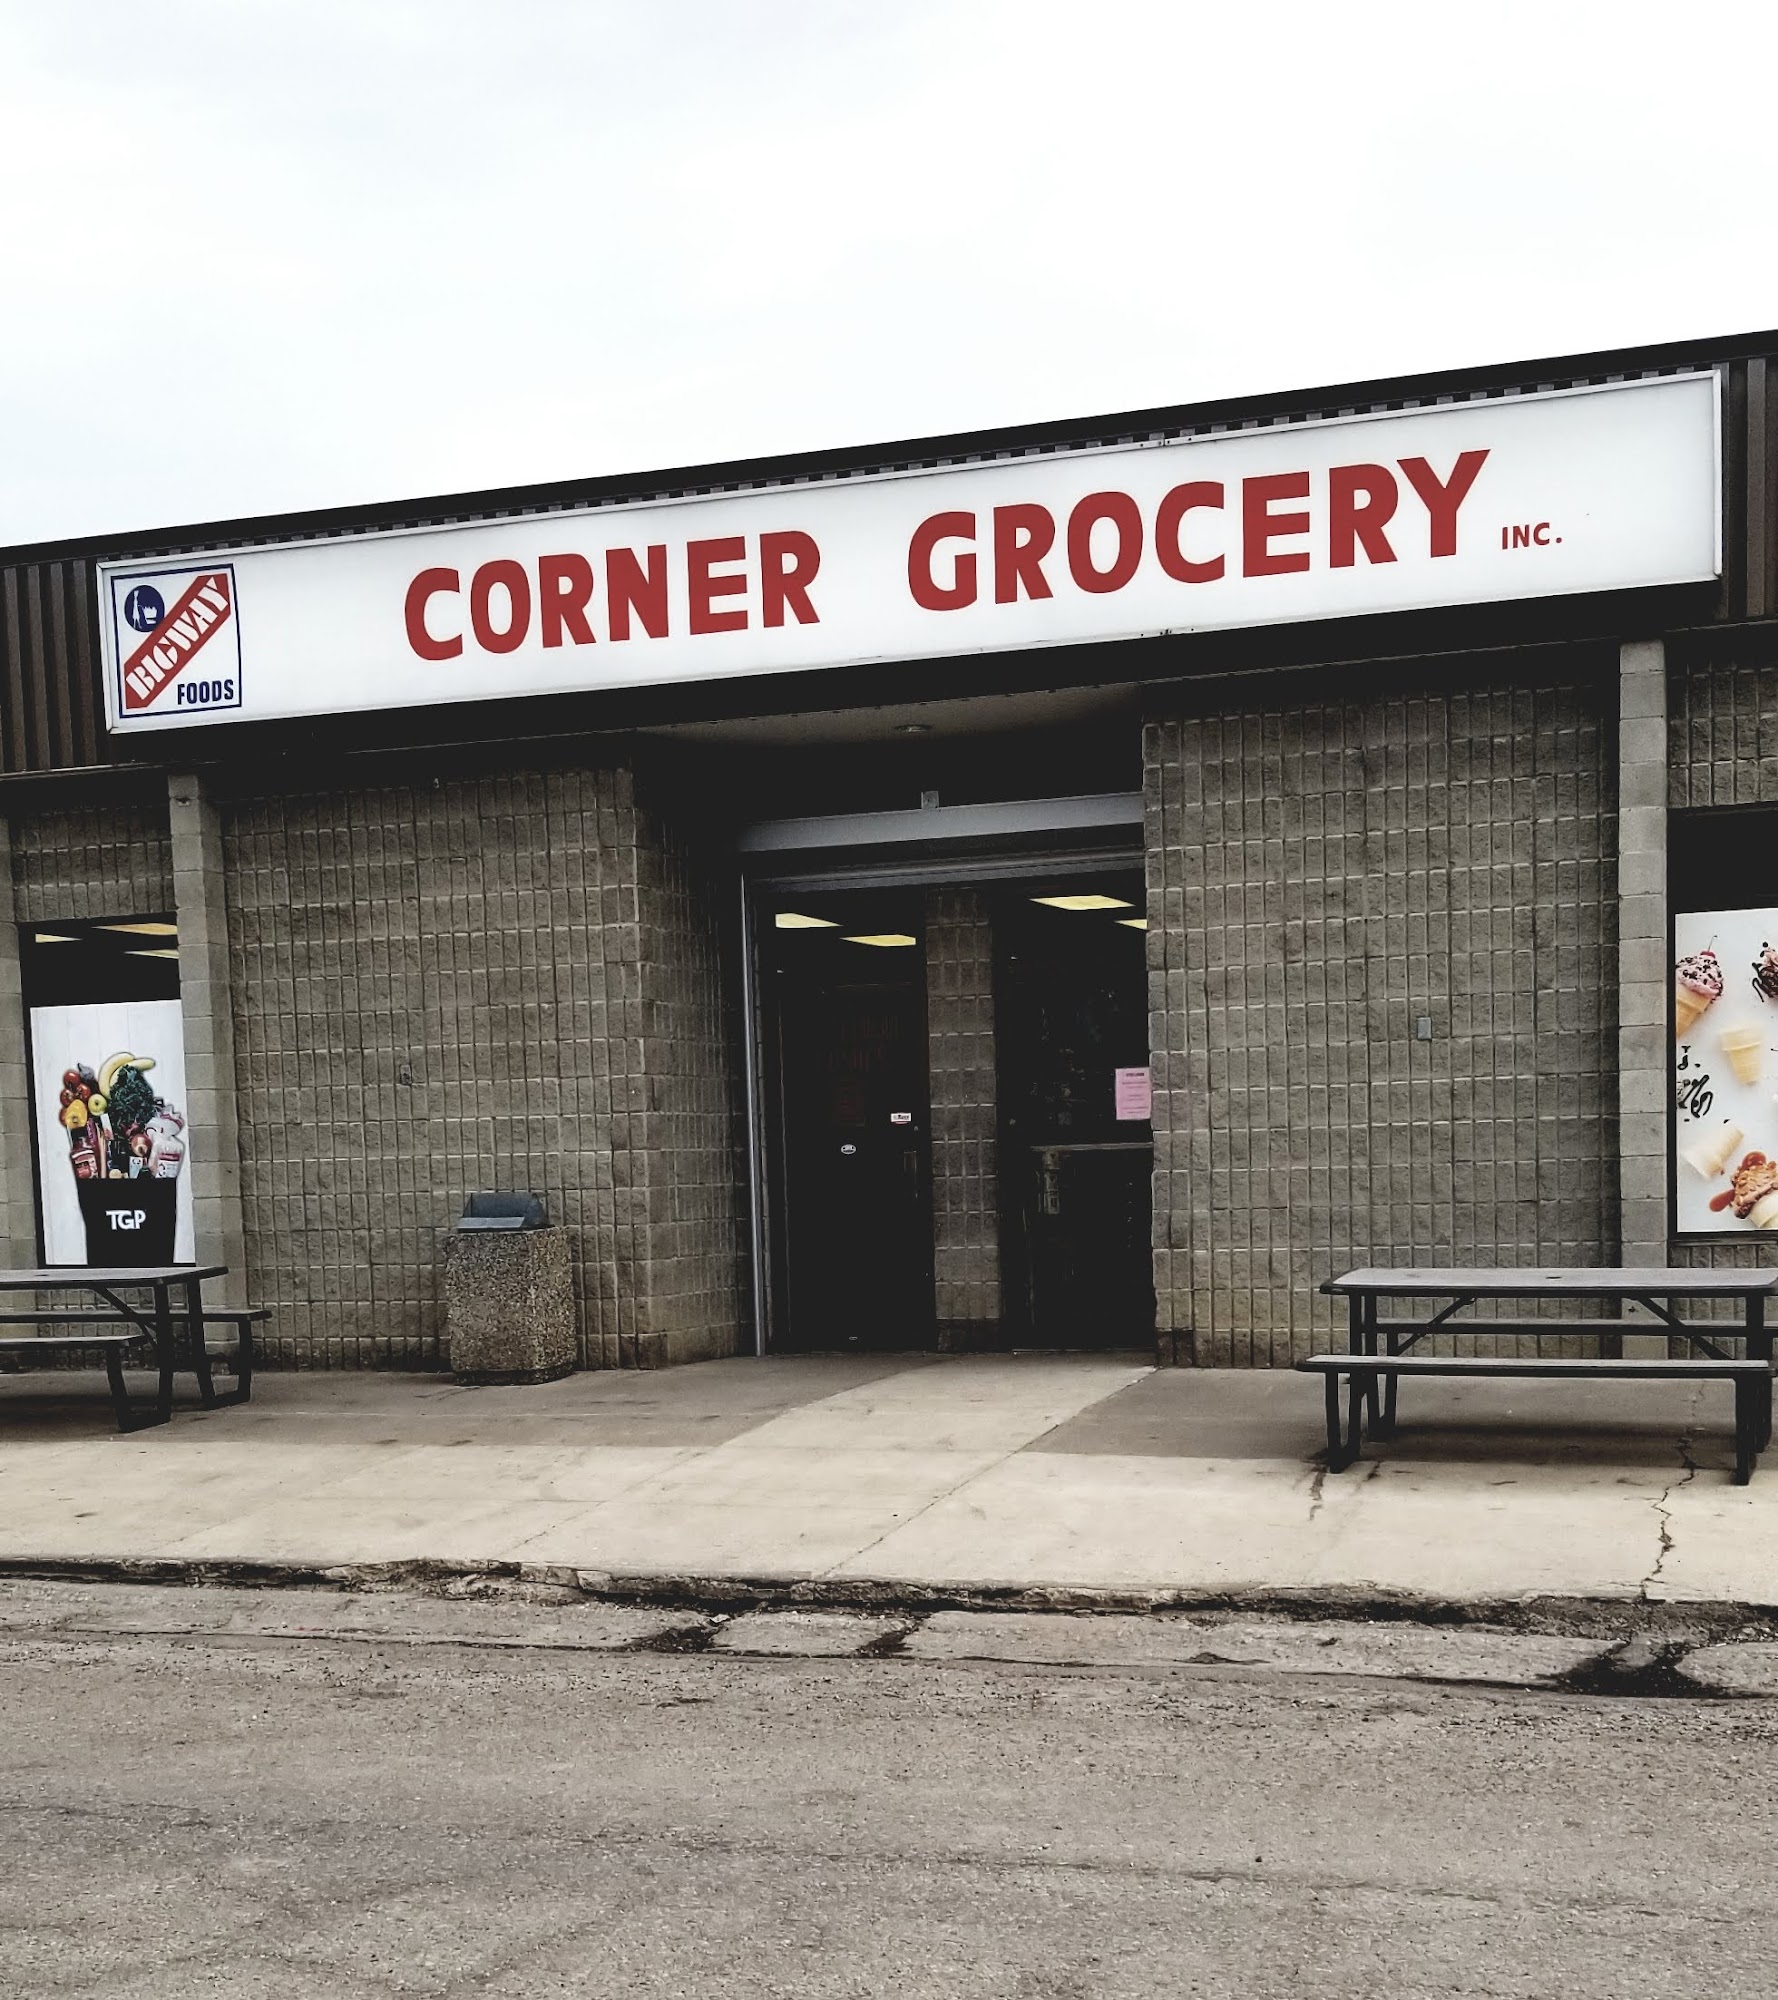 CORNER GROCERY INC.
BIGWAY
FOODS
TGP